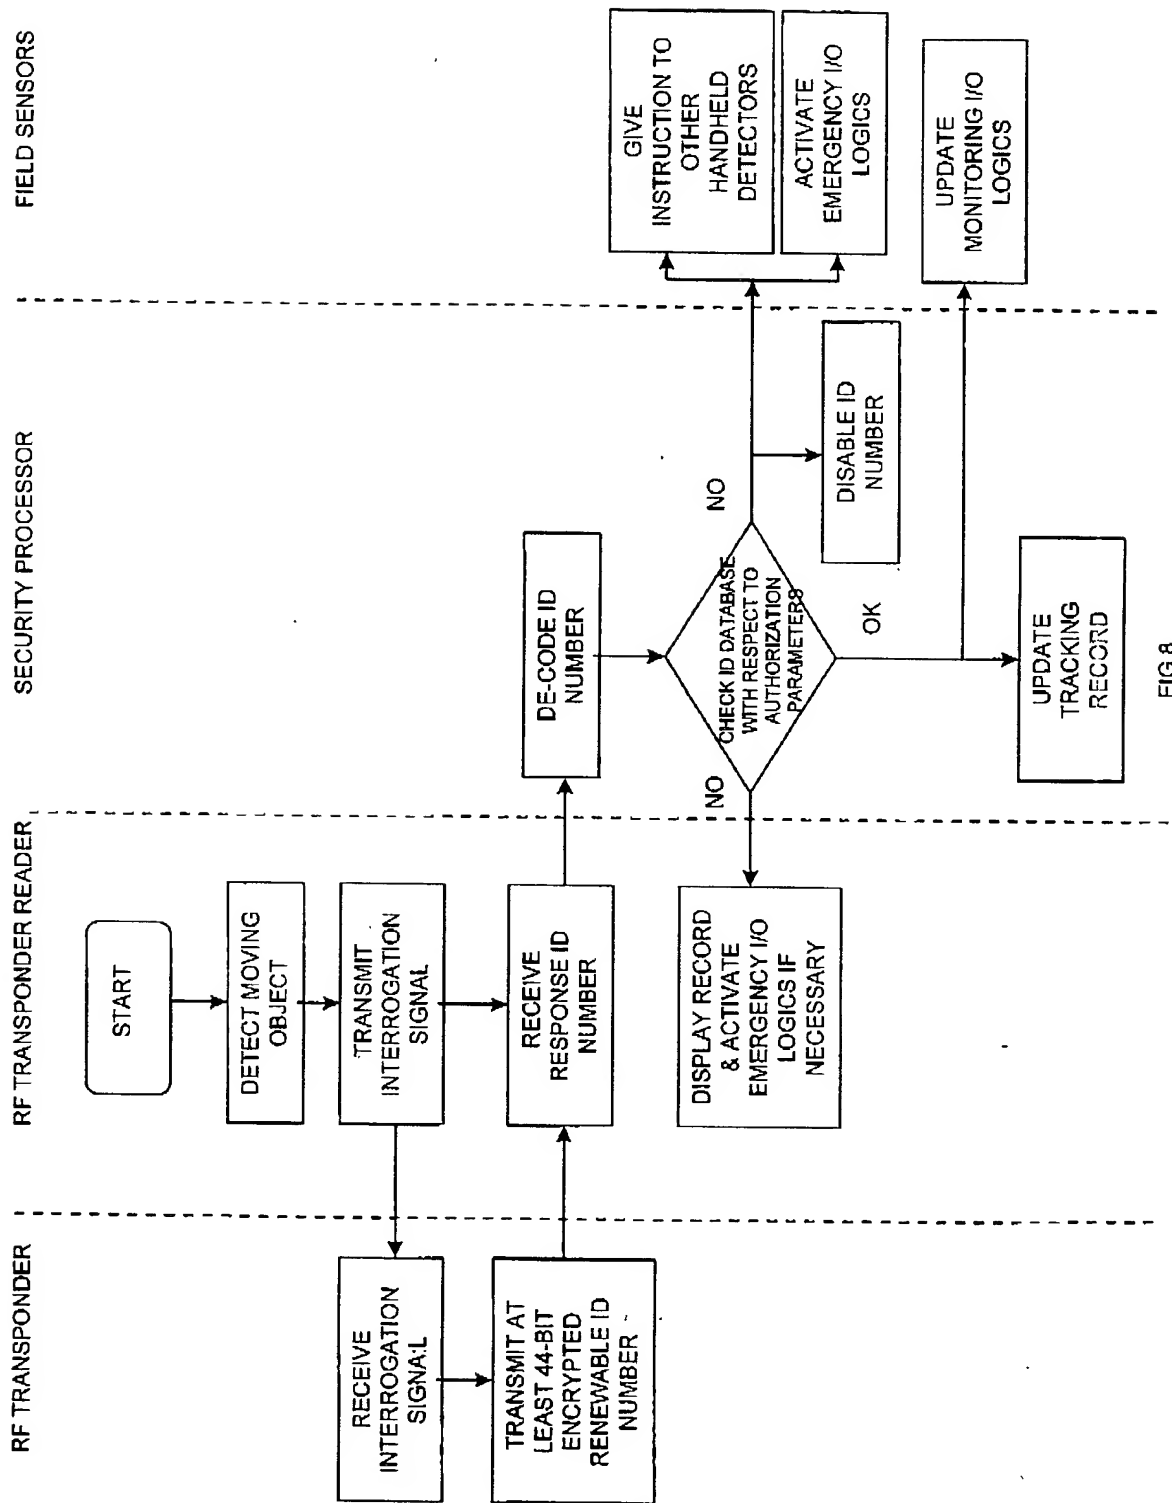 RF TRANSPONDER
RF TRANSPONDER READER
SECURITY PROCESSOR
FIELD SENSORS
START
DETECT MOVING
OBJECT
TRANSMIT
INTERROGATION
SIGNAL
RECEIVE
INTERROGATION
SIGNAL
TRANSMIT AT
LEAST 44-BIT
ENCRYPTED
RENEWABLE ID
NUMBER
RECEIVE
RESPONSE ID
NUMBER
DE-CODE ID
NUMBER
CHECK ID DATABASE
WITH RESPECT TO
AUTHORIZATION
PARAMETERS
NO
NO
OK
DISPLAY RECORD
& ACTIVATE
EMERGENCY I/O
LOGICS IF
NECESSARY
DISABLE ID
NUMBER
UPDATE
TRACKING
RECORD
GIVE
INSTRUCTION TO
OTHER
HANDHELD
DETECTORS
ACTIVATE
EMERGENCY I/O
LOGICS
UPDATE
MONITORING I/O
LOGICS
FIG.8